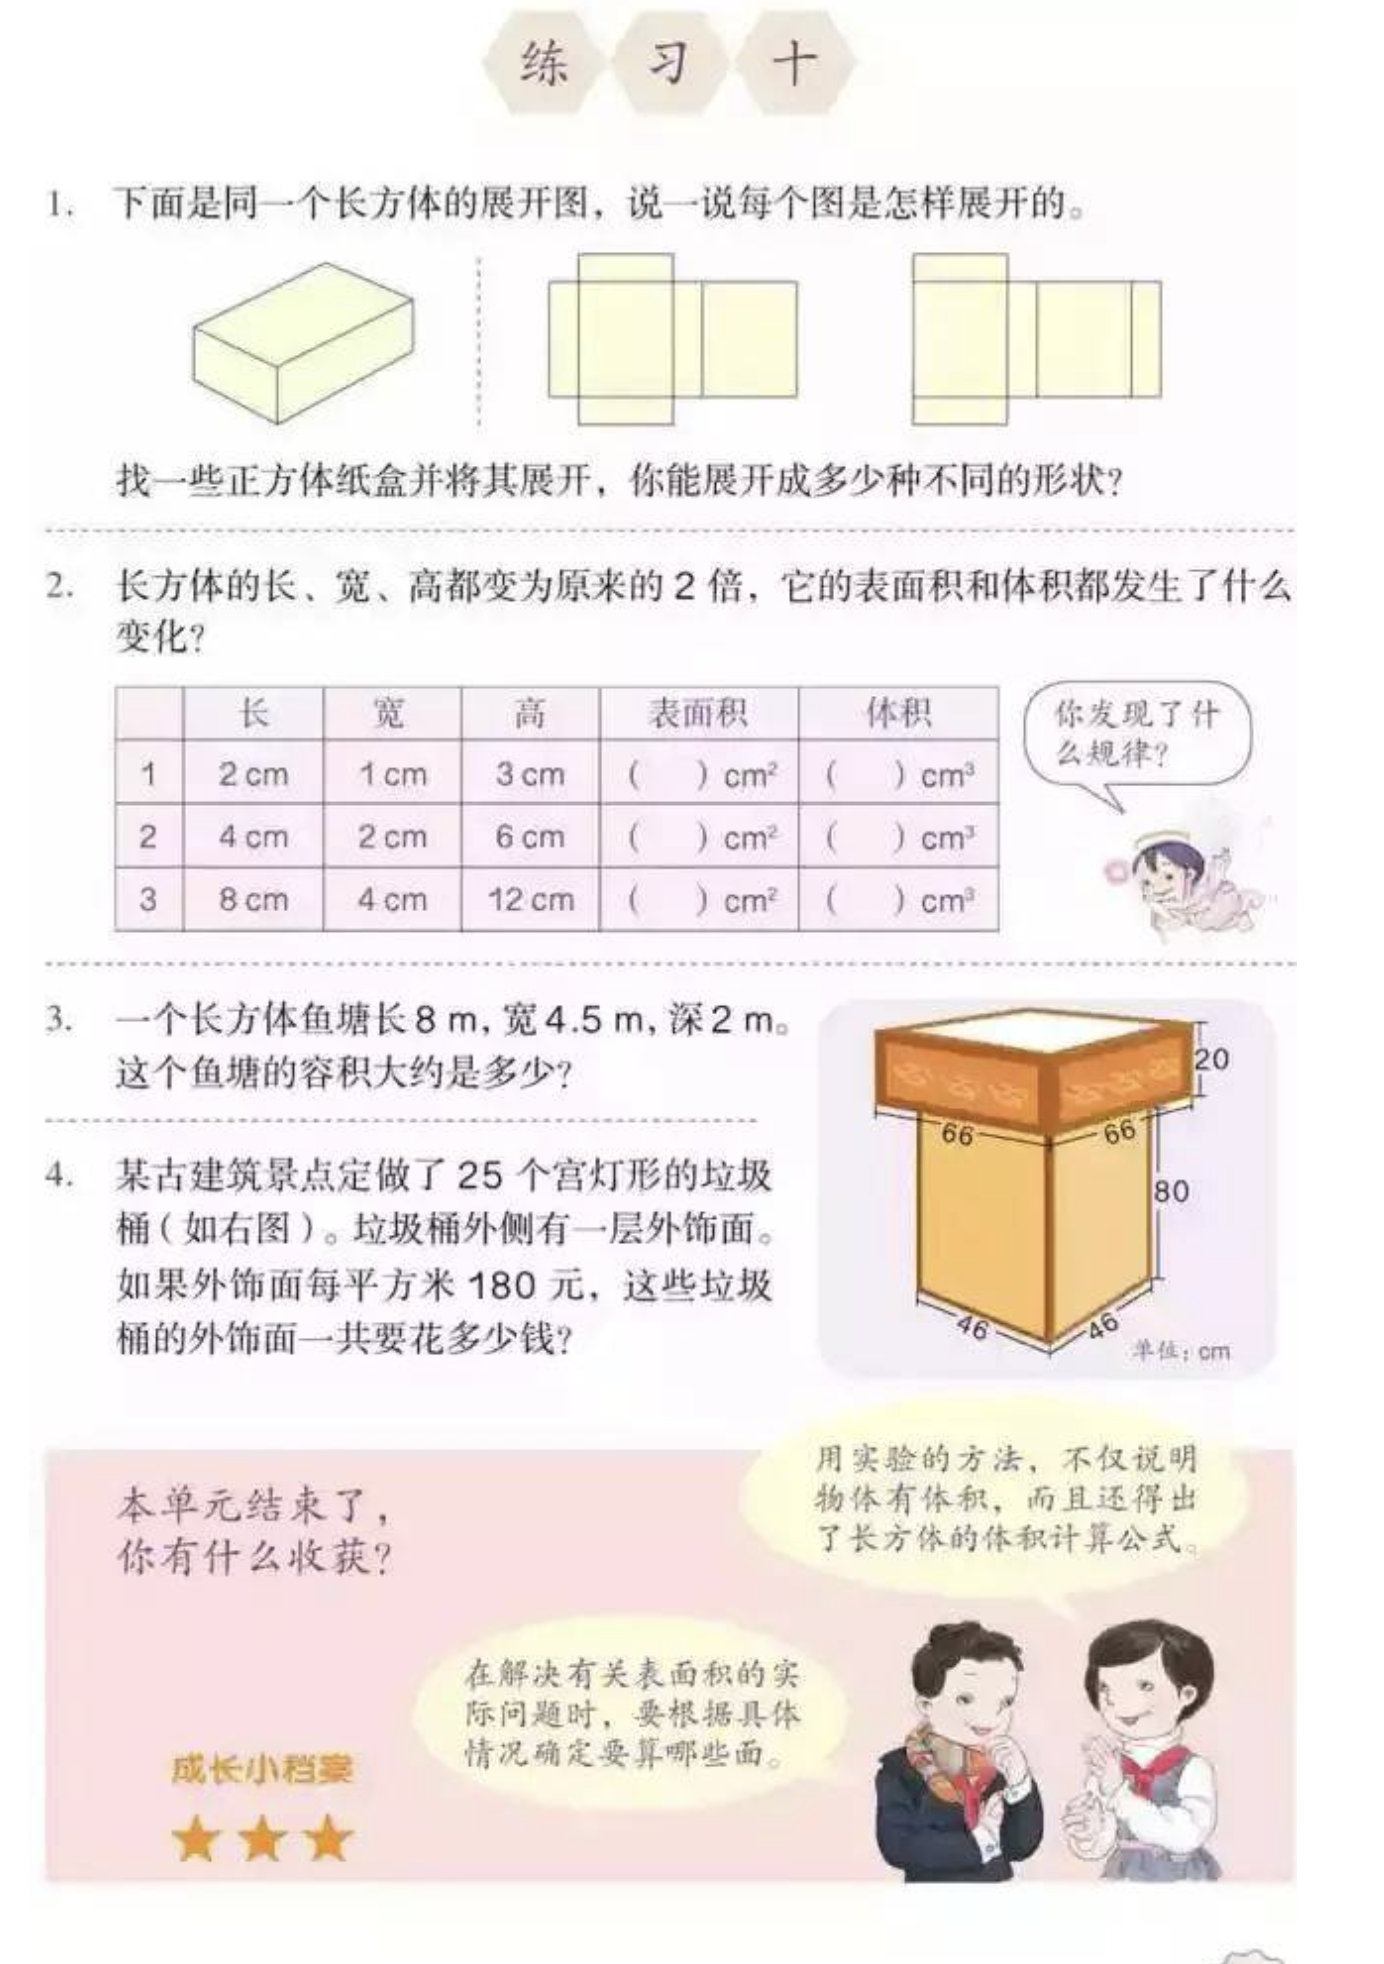 练习十
1. 下面是同一个长方体的展开图，说一说每个图是怎样展开的。
找一些正方体纸盒并将其展开，你能展开成多少种不同的形状？
2. 长方体的长、宽、高都变为原来的 2 倍，它的表面积和体积都发生了什么
变化？
长 宽 高 表面积 体积
1 2 cm 1 cm 3 cm ( ) cm² ( ) cm³
2 4 cm 2 cm 6 cm ( ) cm² ( ) cm³
3 8 cm 4 cm 12 cm ( ) cm² ( ) cm³
你发现了什
么规律？
3. 一个长方体鱼塘长 8 m，宽 4.5 m，深 2 m。
这个鱼塘的容积大约是多少？
4. 某古建筑景点定做了 25 个宫灯形的垃圾
桶（如右图）。垃圾桶外侧有一层外饰面。
如果外饰面每平方米 180 元，这些垃圾
桶的外饰面一共要花多少钱？
20
66 66
80
46 46
单位：cm
本单元结束了，
你有什么收获？
用实验的方法，不仅说明
物体有体积，而且还得出
了长方体的体积计算公式。
在解决有关表面积的实
际问题时，要根据具体
情况确定要算哪些面。
成长小档案